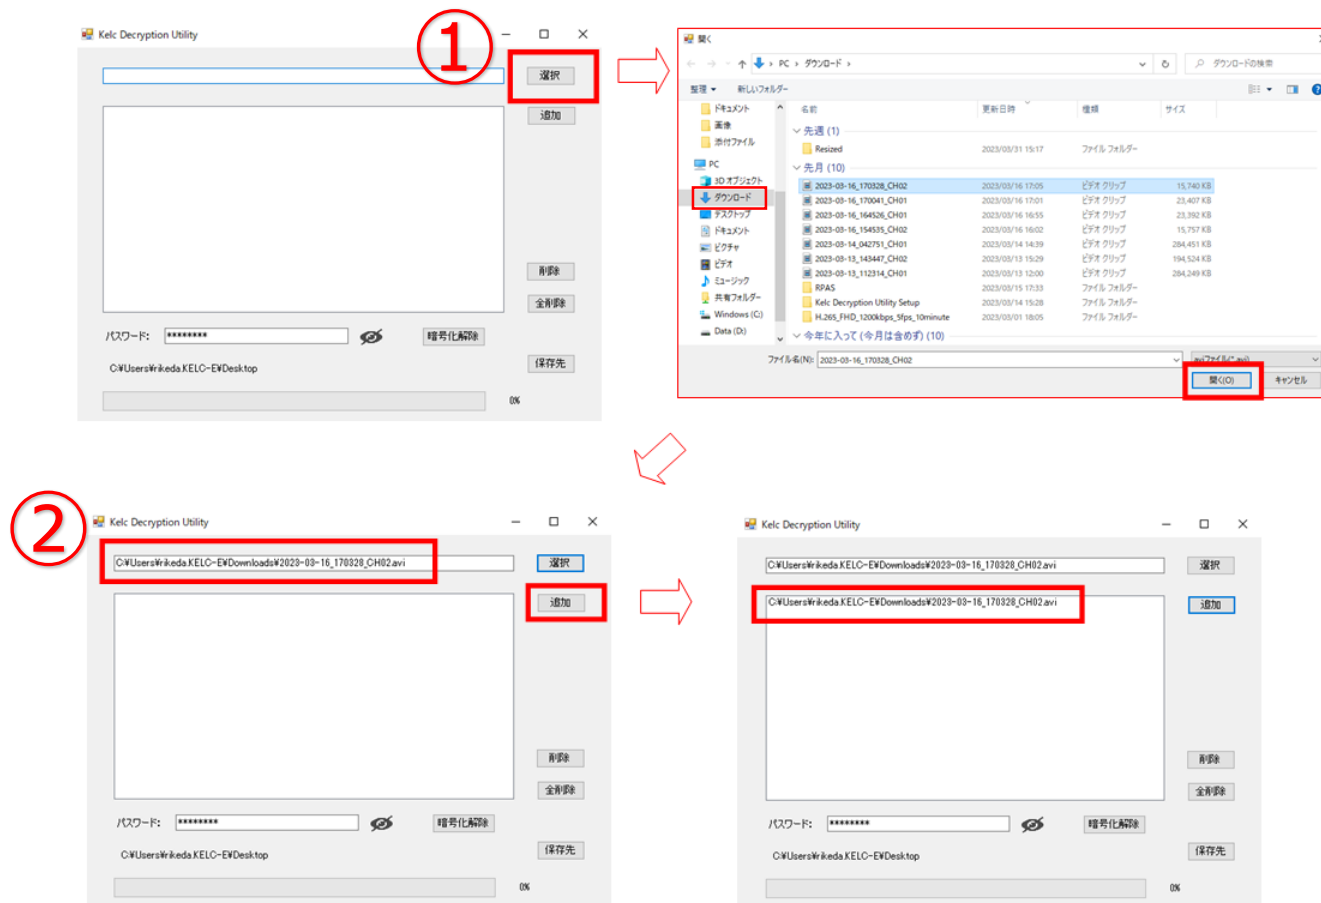 ①
Kelc Decryption Utility
選択
追加
削除
全削除
パスワード: ******** 暗号化解除
C:¥Users¥rikeda.KELC-E¥Desktop 保存先
0%
開く
PC › ダウンロード ›
ダウンロードの検索
整理 新しいフォルダー
ドキュメント
画像
添付ファイル
PC
3D オブジェクト
ダウンロード
デスクトップ
ドキュメント
ピクチャ
ビデオ
ミュージック
共有フォルダー
Windows (C:)
Data (D:)
名前 更新日時 種類 サイズ
先週 (1)
Resized 2023/03/31 15:17 ファイル フォルダー
先月 (10)
2023-03-16_170328_CH02 2023/03/16 17:05 ビデオ クリップ 15,740 KB
2023-03-16_170041_CH01 2023/03/16 17:01 ビデオ クリップ 23,407 KB
2023-03-16_164526_CH01 2023/03/16 16:55 ビデオ クリップ 23,392 KB
2023-03-16_154535_CH02 2023/03/16 16:02 ビデオ クリップ 15,757 KB
2023-03-14_042751_CH01 2023/03/14 14:39 ビデオ クリップ 284,451 KB
2023-03-13_143447_CH02 2023/03/13 15:29 ビデオ クリップ 194,524 KB
2023-03-13_112314_CH01 2023/03/13 12:00 ビデオ クリップ 284,249 KB
RPAS 2023/03/15 17:33 ファイル フォルダー
Kelc Decryption Utility Setup 2023/03/14 15:28 ファイル フォルダー
H.265_FHD_1200kbps_5fps_10minute 2023/03/01 18:05 ファイル フォルダー
今年に入って (今月は含めず) (10)
ファイル名(N): 2023-03-16_170328_CH02 aviファイル(*.avi)
開く(O) キャンセル
②
Kelc Decryption Utility
C:¥Users¥rikeda.KELC-E¥Downloads¥2023-03-16_170328_CH02.avi 選択
追加
削除
全削除
パスワード: ******** 暗号化解除
C:¥Users¥rikeda.KELC-E¥Desktop 保存先
0%
Kelc Decryption Utility
C:¥Users¥rikeda.KELC-E¥Downloads¥2023-03-16_170328_CH02.avi 選択
C:¥Users¥rikeda.KELC-E¥Downloads¥2023-03-16_170328_CH02.avi 追加
削除
全削除
パスワード: ******** 暗号化解除
C:¥Users¥rikeda.KELC-E¥Desktop 保存先
0%